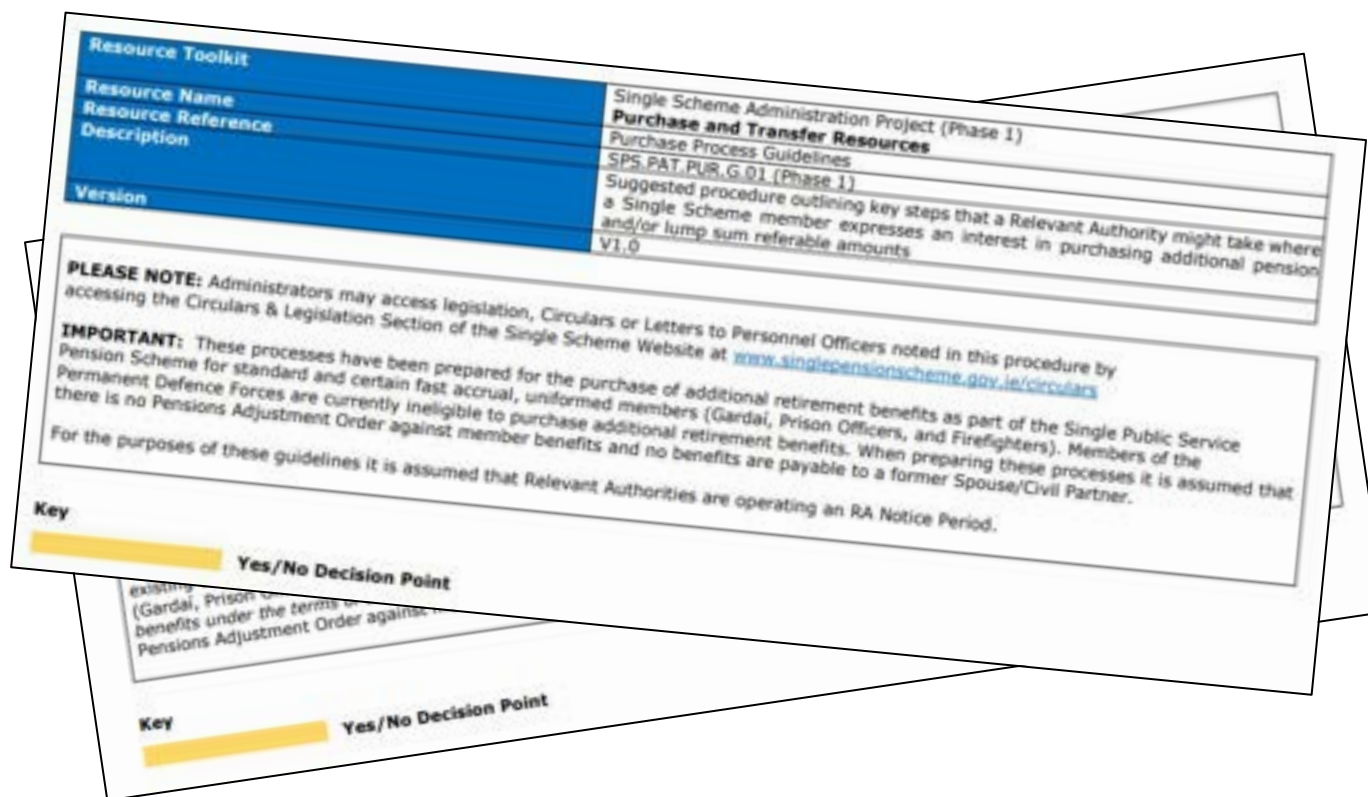 Resource Toolkit
Single Scheme Administration Project (Phase 1)
Purchase and Transfer Resources
Resource Name
Purchase Process Guidelines
Resource Reference
SPS.PAT.PUR.G.01 (Phase 1)
Description
Suggested procedure outlining key steps that a Relevant Authority might take where
a Single Scheme member expresses an interest in purchasing additional pension
and/or lump sum referable amounts
Version
V1.0
PLEASE NOTE: Administrators may access legislation, Circulars or Letters to Personnel Officers noted in this procedure by
accessing the Circulars & Legislation Section of the Single Scheme Website at www.singlepensionscheme.gov.ie/circulars
IMPORTANT: These processes have been prepared for the purchase of additional retirement benefits as part of the Single Public Service
Pension Scheme for standard and certain fast accrual, uniformed members (Gardaí, Prison Officers, and Firefighters). Members of the
Permanent Defence Forces are currently ineligible to purchase additional retirement benefits. When preparing these processes it is assumed that
there is no Pensions Adjustment Order against member benefits and no benefits are payable to a former Spouse/Civil Partner.
For the purposes of these guidelines it is assumed that Relevant Authorities are operating an RA Notice Period.
Key
Yes/No Decision Point
existing
(Gardaí, Prison
benefits under the terms
Pensions Adjustment Order against
Key
Yes/No Decision Point